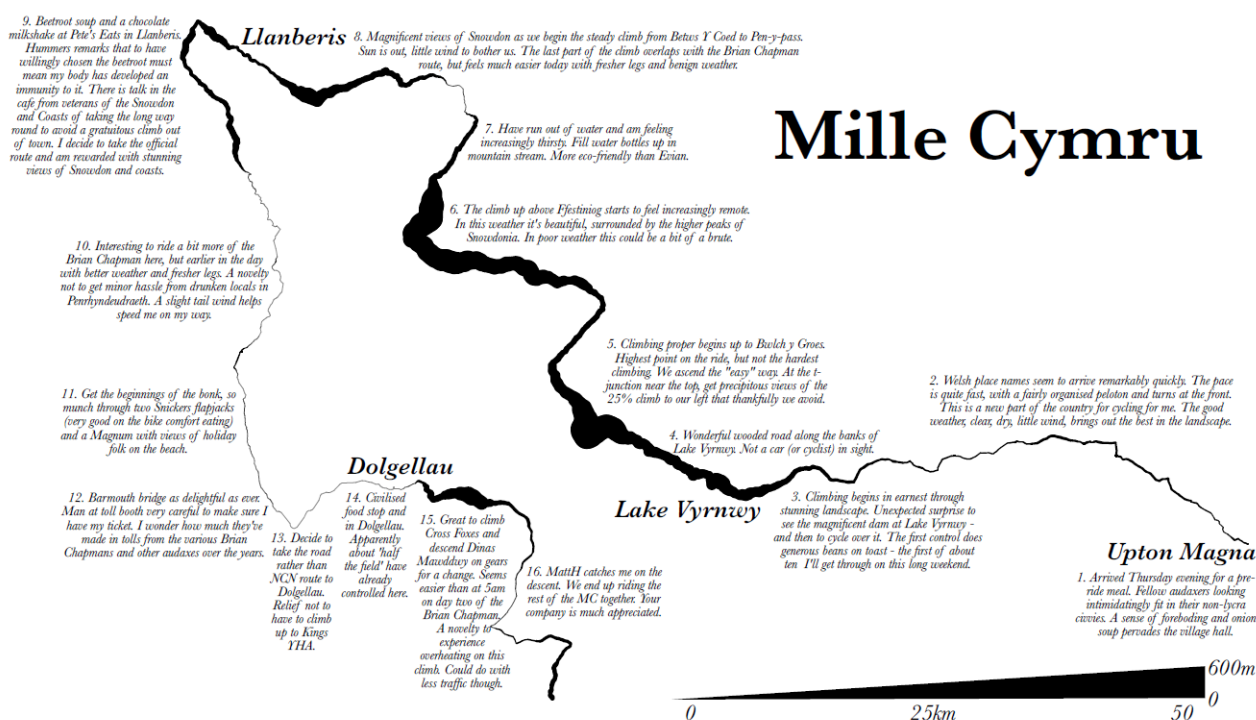 Mille Cymru
Upton Magna
1. Arrived Thursday evening for a pre-
ride meal. Fellow audaxers looking
intimidatingly fit in their non-lycra
civvies. A sense of foreboding and onion
soup pervades the village hall.
2. Welsh place names seem to arrive remarkably quickly. The pace
is quite fast, with a fairly organised peloton and turns at the front.
This is a new part of the country for cycling for me. The good
weather, clear, dry, little wind, brings out the best in the landscape.
3. Climbing begins in earnest through
stunning landscape. Unexpected surprise to
see the magnificent dam at Lake Vyrnwy -
and then to cycle over it. The first control does
generous beans on toast - the first of about
ten I'll get through on this long weekend.
Lake Vyrnwy
4. Wonderful wooded road along the banks of
Lake Vyrnwy. Not a car (or cyclist) in sight.
5. Climbing proper begins up to Bwlch y Groes.
Highest point on the ride, but not the hardest
climbing. We ascend the "easy" way. At the t-
junction near the top, get precipitous views of the
25% climb to our left that thankfully we avoid.
6. The climb up above Ffestiniog starts to feel increasingly remote.
In this weather it's beautiful, surrounded by the higher peaks of
Snowdonia. In poor weather this could be a bit of a brute.
7. Have run out of water and am feeling
increasingly thirsty. Fill water bottles up in
mountain stream. More eco-friendly than Evian.
8. Magnificent views of Snowdon as we begin the steady climb from Betws Y Coed to Pen-y-pass.
Sun is out, little wind to bother us. The last part of the climb overlaps with the Brian Chapman
route, but feels much easier today with fresher legs and benign weather.
Llanberis
9. Beetroot soup and a chocolate
milkshake at Pete's Eats in Llanberis.
Hummers remarks that to have
willingly chosen the beetroot must
mean my body has developed an
immunity to it. There is talk in the
cafe from veterans of the Snowdon
and Coasts of taking the long way
round to avoid a gratuitous climb out
of town. I decide to take the official
route and am rewarded with stunning
views of Snowdon and coasts.
10. Interesting to ride a bit more of the
Brian Chapman here, but earlier in the day
with better weather and fresher legs. A novelty
not to get minor hassle from drunken locals in
Penrhyndeudraeth. A slight tail wind helps
speed me on my way.
11. Get the beginnings of the bonk, so
munch through two Snickers flapjacks
(very good on the bike comfort eating)
and a Magnum with views of holiday
folk on the beach.
12. Barmouth bridge as delightful as ever.
Man at toll booth very careful to make sure I
have my ticket. I wonder how much they've
made in tolls from the various Brian
Chapmans and other audaxes over the years.
13. Decide to
take the road
rather than
NCN route to
Dolgellau.
Relief not to
have to climb
up to Kings
YHA.
Dolgellau
14. Civilised
food stop and
in Dolgellau.
Apparently
about 'half
the field' have
already
controlled here.
15. Great to climb
Cross Foxes and
descend Dinas
Mawddwy on gears
for a change. Seems
easier than at 5am
on day two of the
Brian Chapman.
A novelty to
experience
overheating on this
climb. Could do with
less traffic though.
16. MattH catches me on the
descent. We end up riding the
rest of the MC together. Your
company is much appreciated.
600m
0
0
25km
50